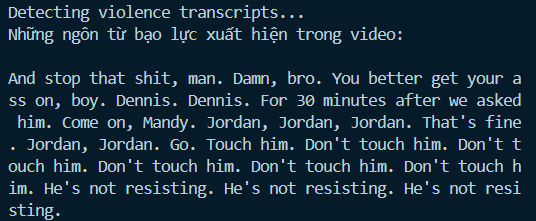 Detecting violence transcripts...
Những ngôn từ bạo lực xuất hiện trong video:
And stop that shit, man. Damn, bro. You better get your a
ss on, boy. Dennis. Dennis. For 30 minutes after we asked
him. Come on, Mandy. Jordan, Jordan, Jordan. That's fine
. Jordan, Jordan. Go. Touch him. Don't touch him. Don't t
ouch him. Don't touch him. Don't touch him. Don't touch h
im. He's not resisting. He's not resisting. He's not resi
sting.